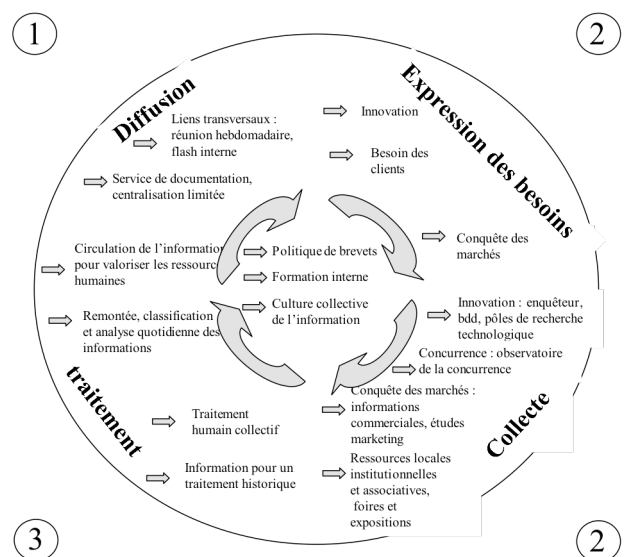 1
2
Diffusion
Liens transversaux :
réunion hebdomadaire,
flash interne
Service de documentation,
centralisation limitée
Circulation de l'information
pour valoriser les ressourc
humaines
Expression des besoins
Innovation
Besoin des
clients
Conquête des
marchés
Politique de brevets
Formation interne
Culture collective
de l'information
Remontée, classification
et analyse quotidienne des
informations
traitement
Traitement
humain collectif
Information pour un
traitement historique
Innovation : enquêteur,
bdd, pôles de recherche
technologique
Concurrence : observatoire
de la concurrence
Conquête des marchés :
informations
commerciales, études
marketing
Ressources locales
institutionnelles
et associatives,
foires et
expositions
Collecte
3
2